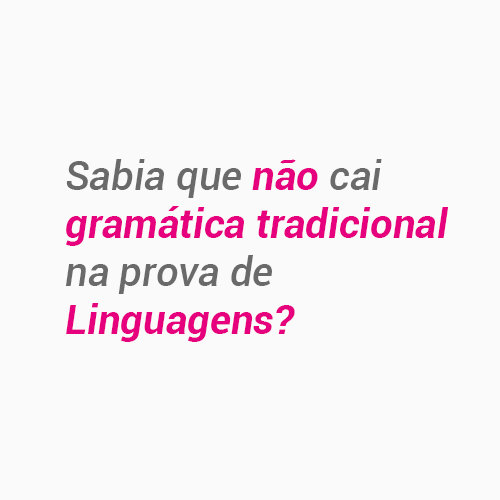 Sabia que não cai
gramática tradicional
na prova de
Linguagens?